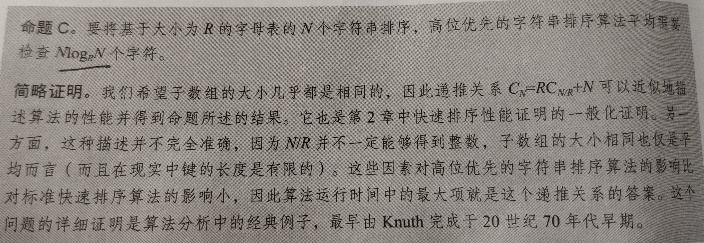 命题 C。要将基于大小为 R 的字母表的 N 个字符串排序，高位优先的字符串排序算法平均需要
检查 NlogRN 个字符。
简略证明。我们希望子数组的大小几乎都是相同的，因此递推关系 CN=RCN/R+N 可以近似地描
述算法的性能并得到命题所述的结果。它也是第 2 章中快速排序性能证明的一般化证明。另一
方面，这种描述并不完全准确，因为 N/R 并不一定能够得到整数，子数组的大小相同也仅是平
均而言（而且在现实中键的长度是有限的）。这些因素对高位优先的字符串排序算法的影响比
对标准快速排序算法的影响小，因此算法运行时间中的最大项就是这个递推关系的答案。这个
问题的详细证明是算法分析中的经典例子，最早由 Knuth 完成于 20 世纪 70 年代早期。